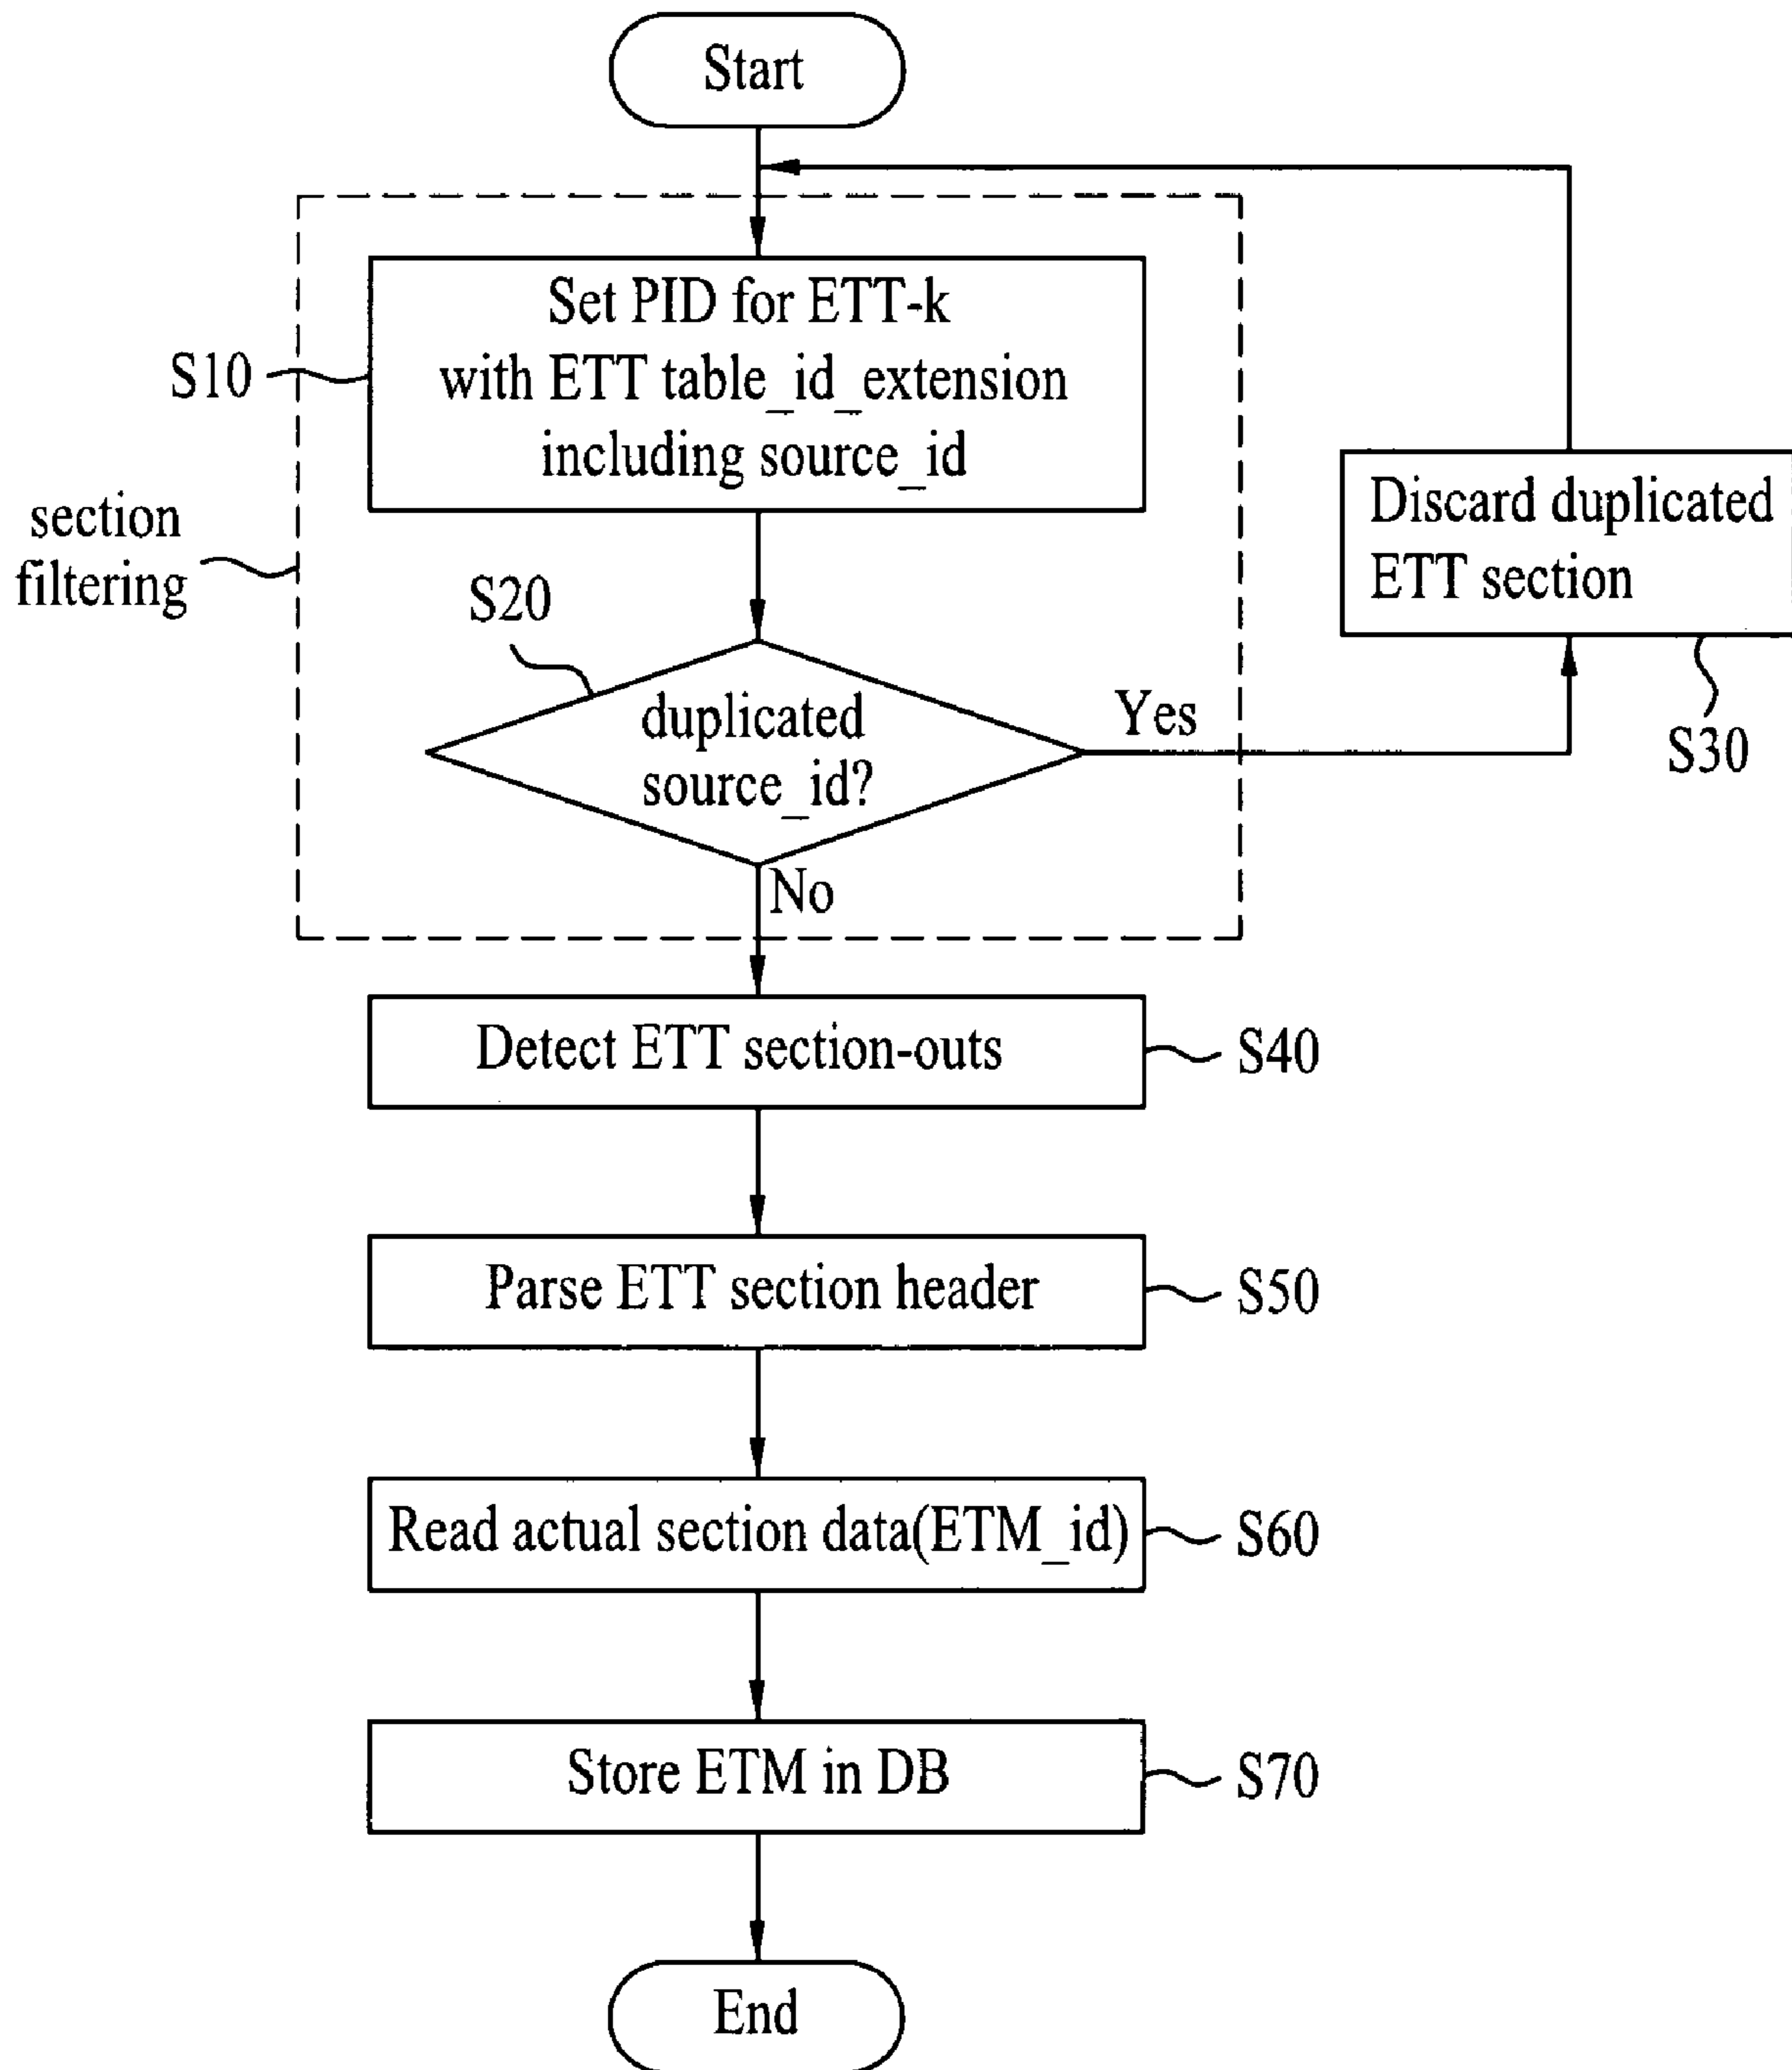 Start
Set PID for ETT-k
with ETT table_id_extension
including source_id
S10
section
filtering
Discard duplicated
ETT section
S30
S20
duplicated
source_id?
Yes
No
Detect ETT section-outs
S40
Parse ETT section header
S50
Read actual section data(ETM_id)
S60
Store ETM in DB
S70
End